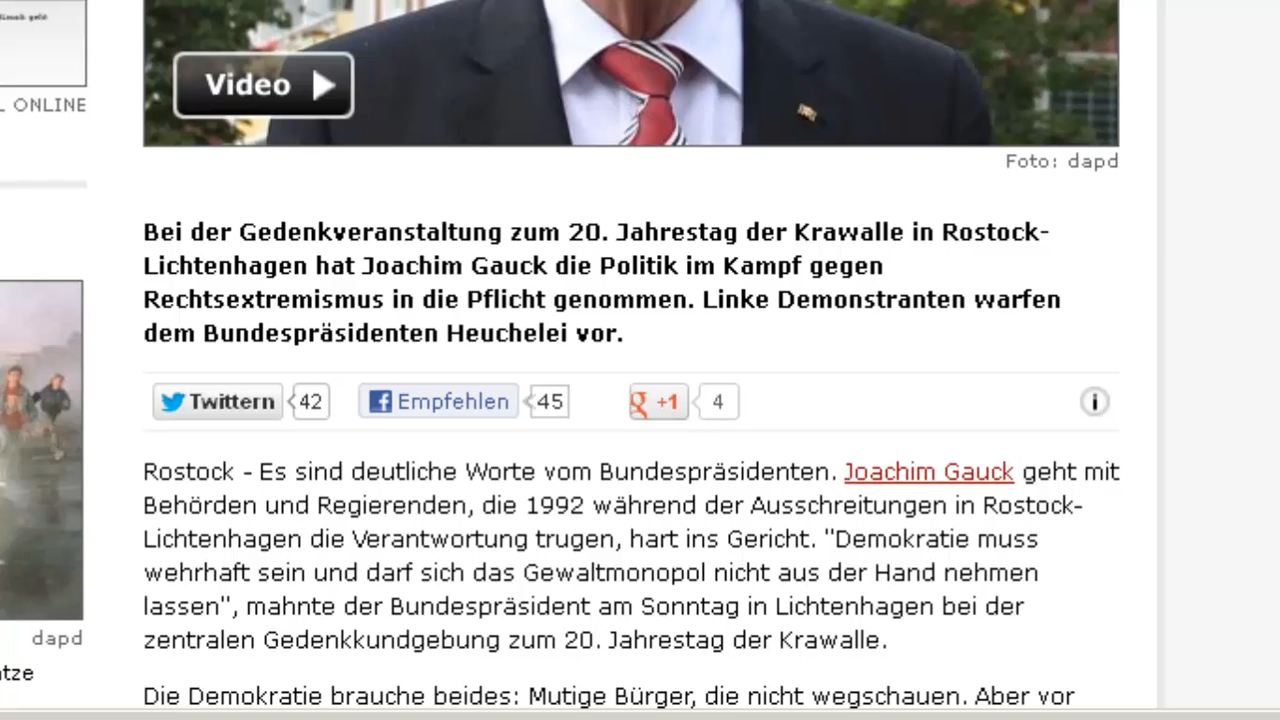 L ONLINE
Video
Foto: dapd
Bei der Gedenkveranstaltung zum 20. Jahrestag der Krawalle in Rostock-
Lichtenhagen hat Joachim Gauck die Politik im Kampf gegen
Rechtsextremismus in die Pflicht genommen. Linke Demonstranten warfen
dem Bundespräsidenten Heuchelei vor.
Twittern 42 Empfehlen 45 +1 4
Rostock - Es sind deutliche Worte vom Bundespräsidenten. Joachim Gauck geht mit
Behörden und Regierenden, die 1992 während der Ausschreitungen in Rostock-
Lichtenhagen die Verantwortung trugen, hart ins Gericht. "Demokratie muss
wehrhaft sein und darf sich das Gewaltmonopol nicht aus der Hand nehmen
lassen", mahnte der Bundespräsident am Sonntag in Lichtenhagen bei der
zentralen Gedenkkundgebung zum 20. Jahrestag der Krawalle.
Die Demokratie brauche beides: Mutige Bürger, die nicht wegschauen. Aber vor
dapd